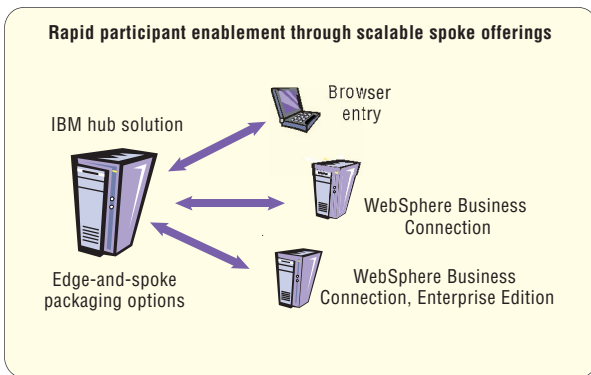 Rapid participant enablement through scalable spoke offerings
IBM hub solution
Browser
entry
WebSphere Business
Connection
Edge-and-spoke
packaging options
WebSphere Business
Connection, Enterprise Edition